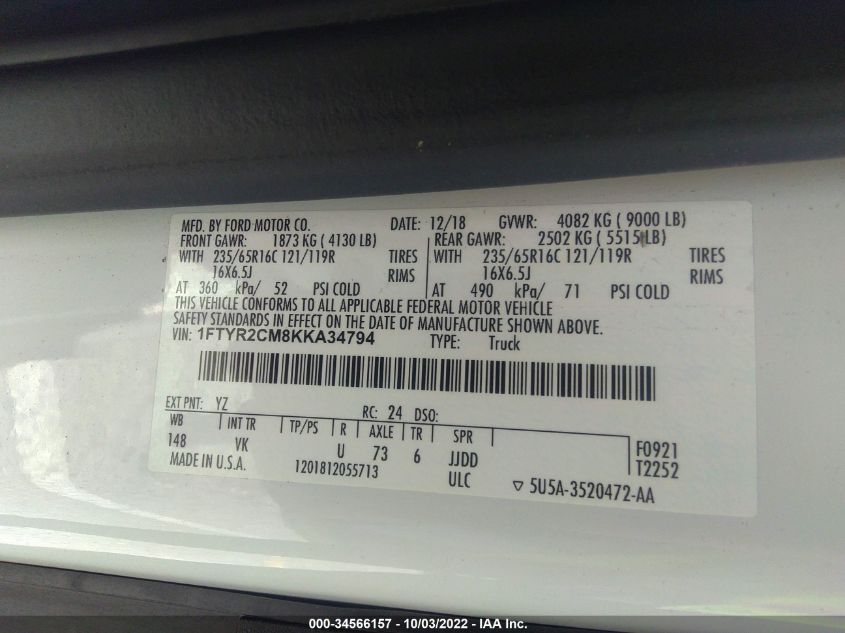 MFD. BY FORD MOTOR CO. DATE: 12/18 GVWR: 4082 KG ( 9000 LB)
FRONT GAWR: 1873 KG ( 4130 LB) REAR GAWR: 2502 KG ( 5515 LB)
WITH 235/65R16C 121/119R TIRES WITH 235/65R16C 121/119R TIRES
16X6.5J RIMS 16X6.5J RIMS
AT 360 kPa/ 52 PSI COLD AT 490 kPa/ 71 PSI COLD
THIS VEHICLE CONFORMS TO ALL APPLICABLE FEDERAL MOTOR VEHICLE
SAFETY STANDARDS IN EFFECT ON THE DATE OF MANUFACTURE SHOWN ABOVE.
VIN: 1FTYR2CM8KKA34794 TYPE: Truck
EXT PNT: YZ RC: 24 DSO:
WB INT TR TP/PS R AXLE TR SPR F0921
148 VK U 73 6 JJDD T2252
MADE IN U.S.A. 1201812055713 ULC ▽ 5U5A-3520472-AA
000-34566157 - 10/03/2022 - IAA Inc.